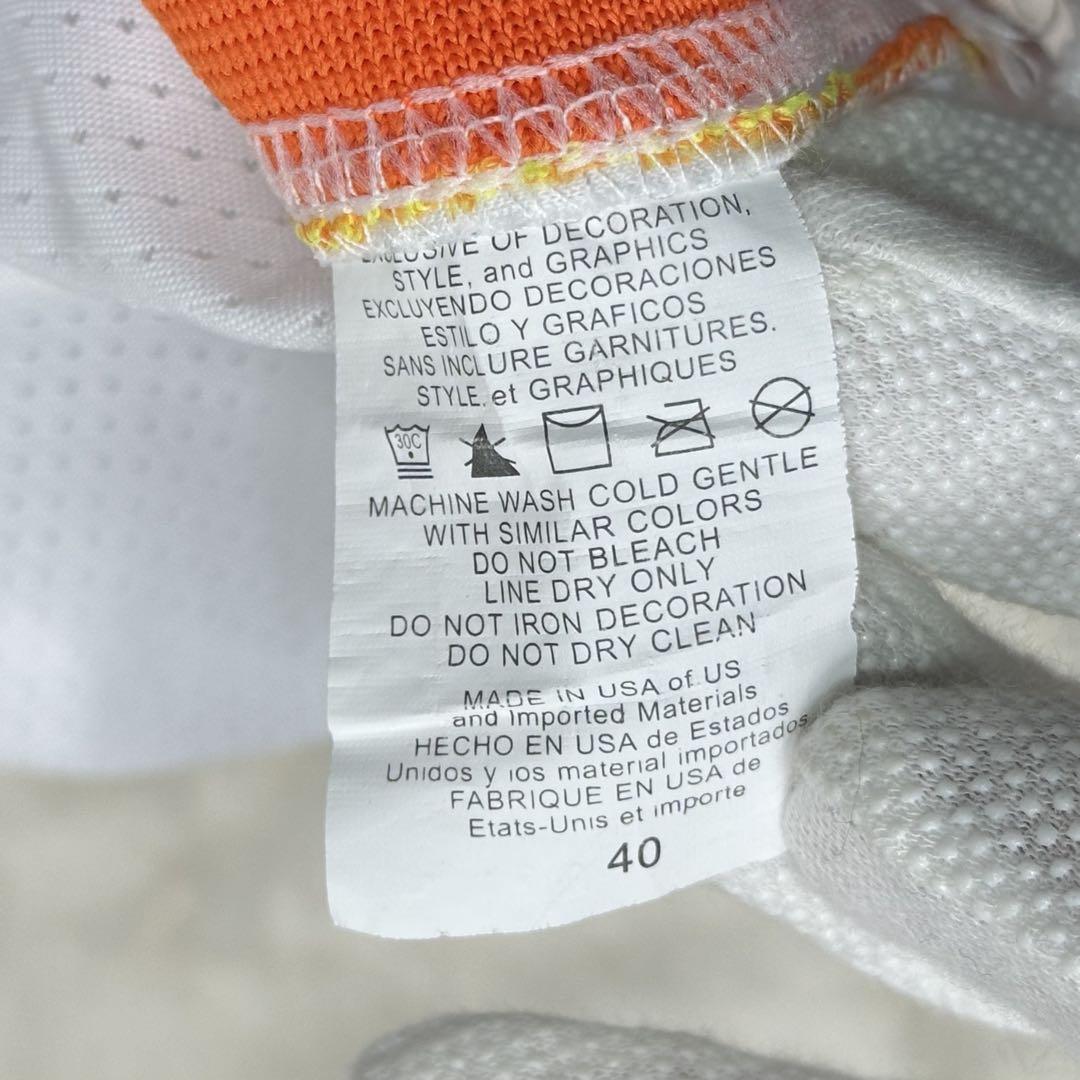 EXCLUSIVE OF DECORATION,
STYLE, and GRAPHICS
EXCLUYENDO DECORACIONES
ESTILO Y GRAFICOS
SANS INCLURE GARNITURES.
STYLE. et GRAPHIQUES
30C
MACHINE WASH COLD GENTLE
WITH SIMILAR COLORS
DO NOT BLEACH
LINE DRY ONLY
DO NOT IRON DECORATION
DO NOT DRY CLEAN
MADE IN USA of US
and Imported Materials
HECHO EN USA de Estados
Unidos y ios material importados
FABRIQUE EN USA de
Etats-Unis et importe
40